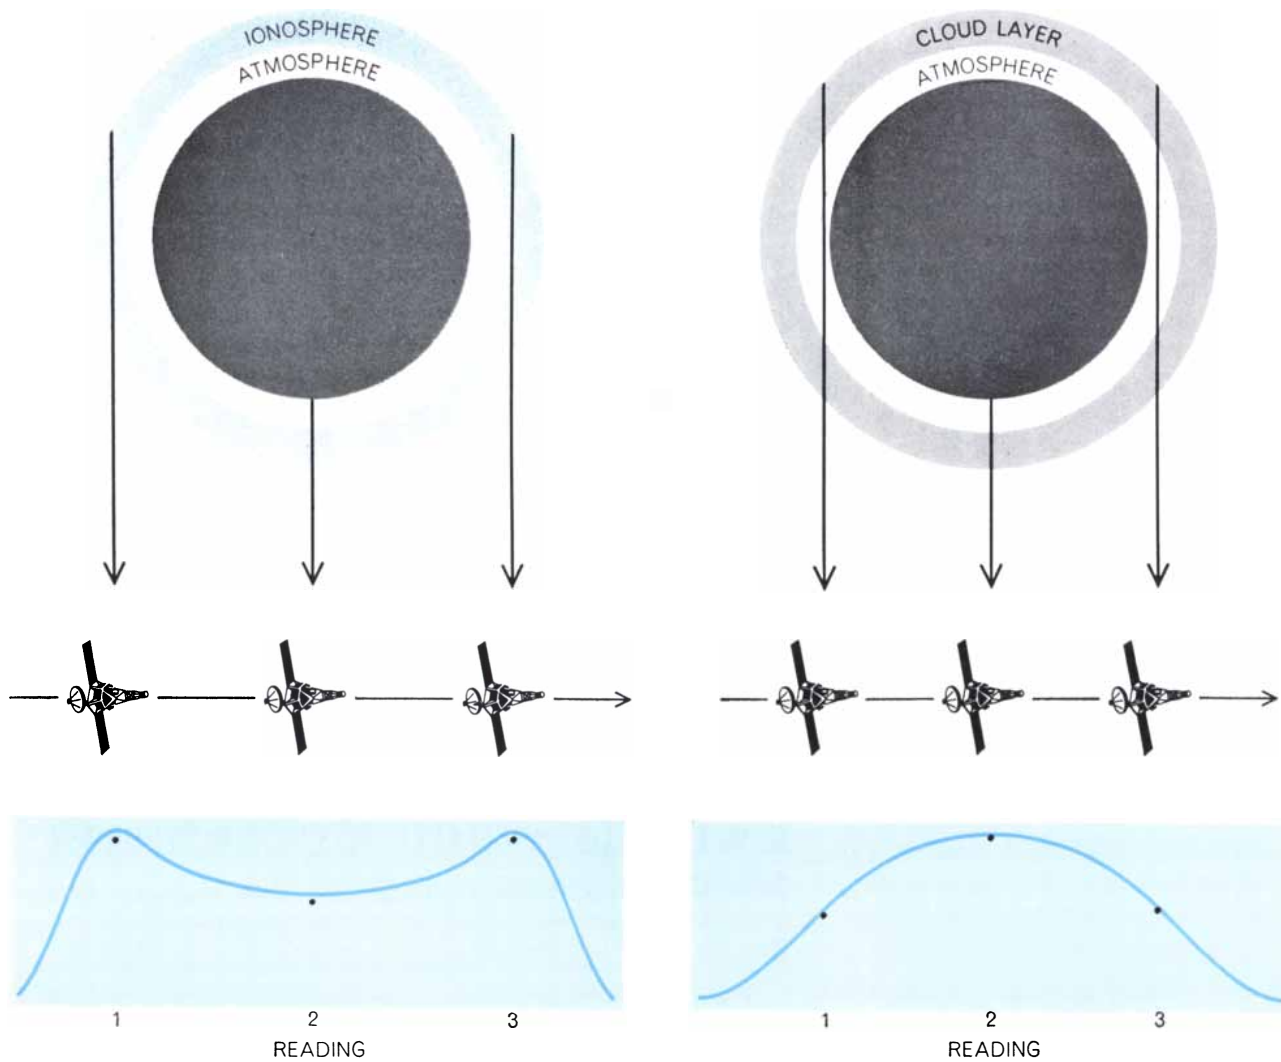 IONOSPHERE
ATMOSPHERE
CLOUD LAYER
ATMOSPHERE
1 2 3
READING
1 2 3
READING